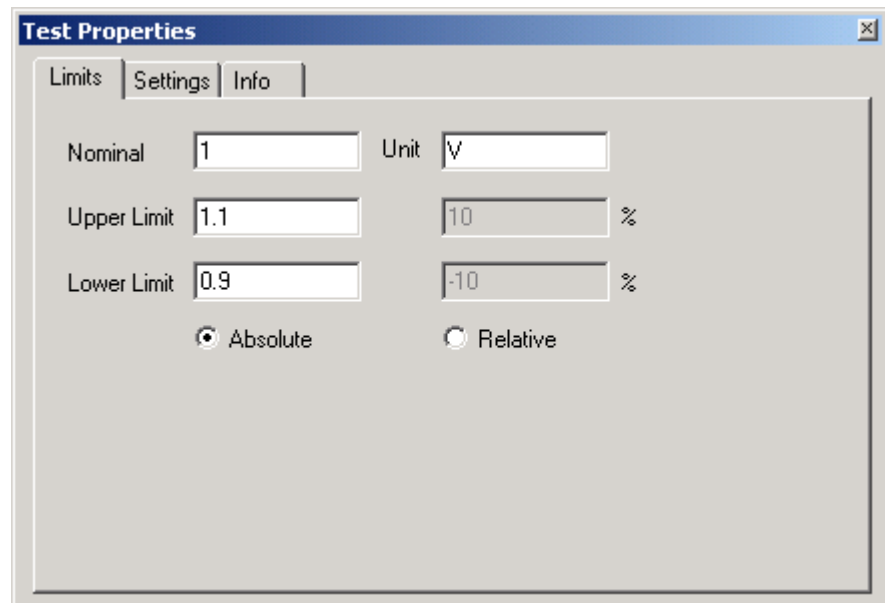 Test Properties
Limits Settings Info
Nominal 1 Unit V
Upper Limit 1.1 10 %
Lower Limit 0.9 -10 %
Absolute Relative